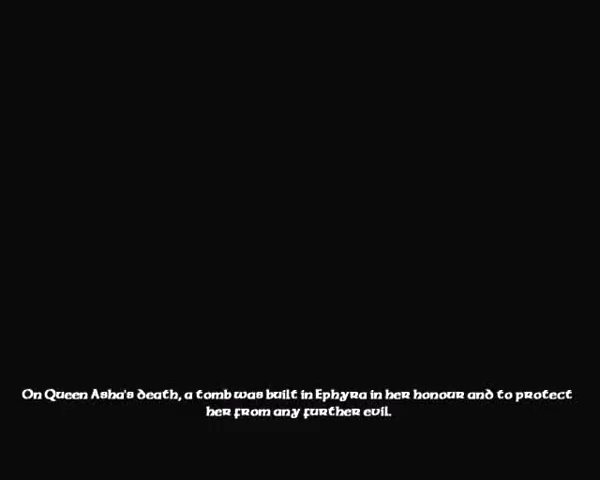 On Queen Asha's death, a tomb was built in Ephyra in her honour and to protect
her from any further evil.